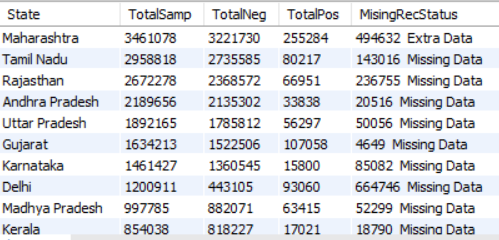 State TotalSamp TotalNeg TotalPos MisingRecStatus
Maharashtra 3461078 3221730 255284 494632 Extra Data
Tamil Nadu 2958818 2735585 80217 143016 Missing Data
Rajasthan 2672278 2368572 66951 236755 Missing Data
Andhra Pradesh 2189656 2135302 33838 20516 Missing Data
Uttar Pradesh 1892165 1785812 56297 50056 Missing Data
Gujarat 1634213 1522506 107058 4649 Missing Data
Karnataka 1461427 1360545 15800 85082 Missing Data
Delhi 1200911 443105 93060 664746 Missing Data
Madhya Pradesh 997785 882071 63415 52299 Missing Data
Kerala 854038 818227 17021 18790 Missing Data